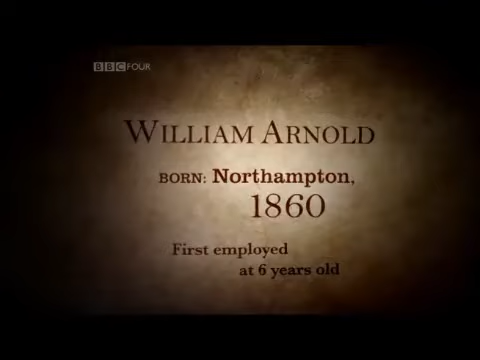 BBC FOUR
WILLIAM ARNOLD
BORN: Northampton,
1860
First employed
at 6 years old